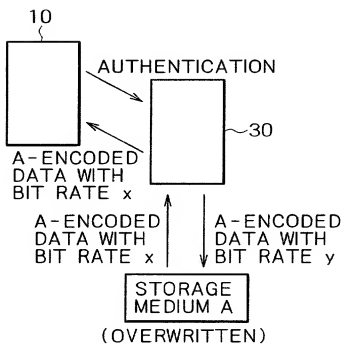 10
AUTHENTICATION
30
A-ENCODED
DATA WITH
BIT RATE x
A-ENCODED
DATA WITH
BIT RATE x
A-ENCODED
DATA WITH
BIT RATE y
STORAGE
MEDIUM A
(OVERWRITTEN)